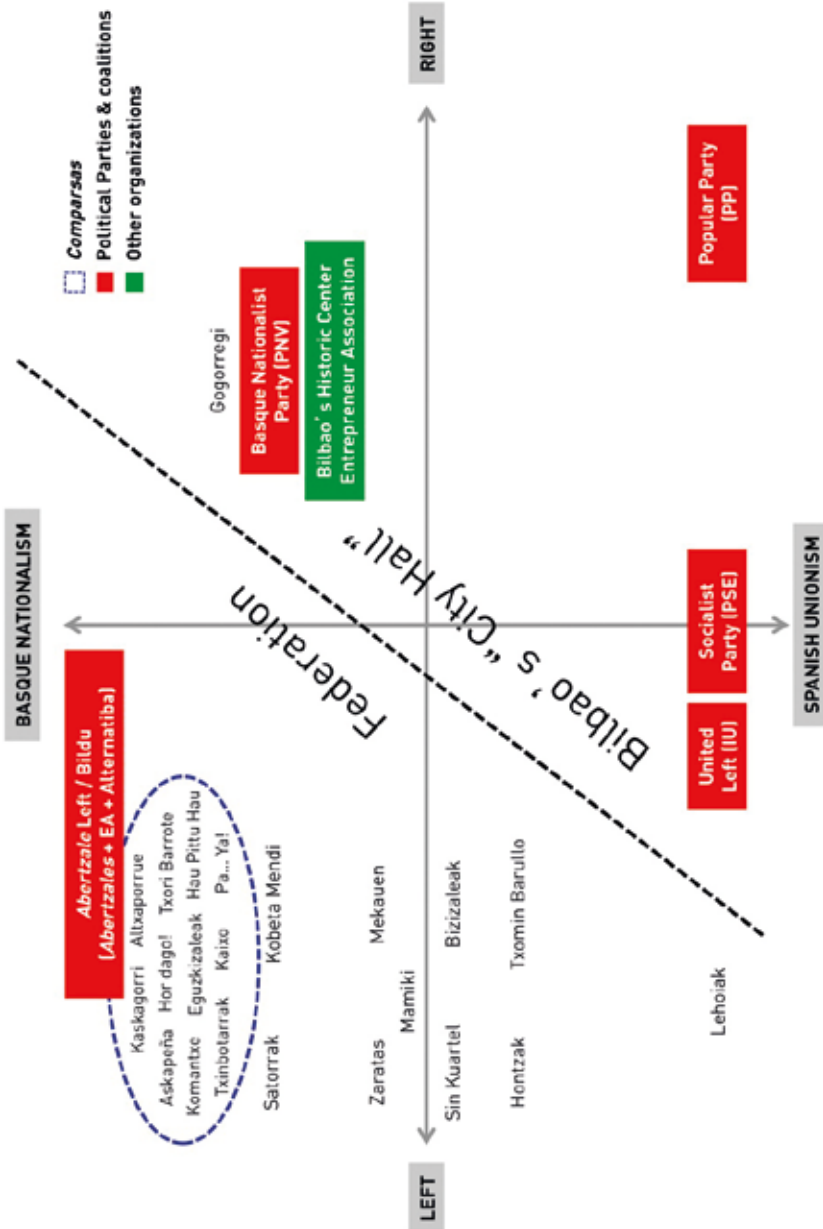 BASQUE NATIONALISM
Comparsas
Political Parties & coalitions
Other organizations
Abertzale Left / Bildu
(Abertzales + EA + Alternatiba)
Kaskagorri Altxaporrue
Askapeña Hor dago! Txori Barrote
Komantxe Eguzkizaleak Hau Pittu Hau
Txinbotarrak Kaixo Pa... Ya!
Satorrak Kobeta Mendi
Gogorregi
Basque Nationalist
Party (PNV)
Bilbao's Historic Center
Entrepreneur Association
Federation
Bilbao's "City Hall"
Zaratas Mekauen
Mamiki
LEFT
RIGHT
Sin Kuartel Bizizaleak
Hontzak Txomin Barullo
Lehoiak
United
Left (IU)
Socialist
Party (PSE)
Popular Party
(PP)
SPANISH UNIONISM